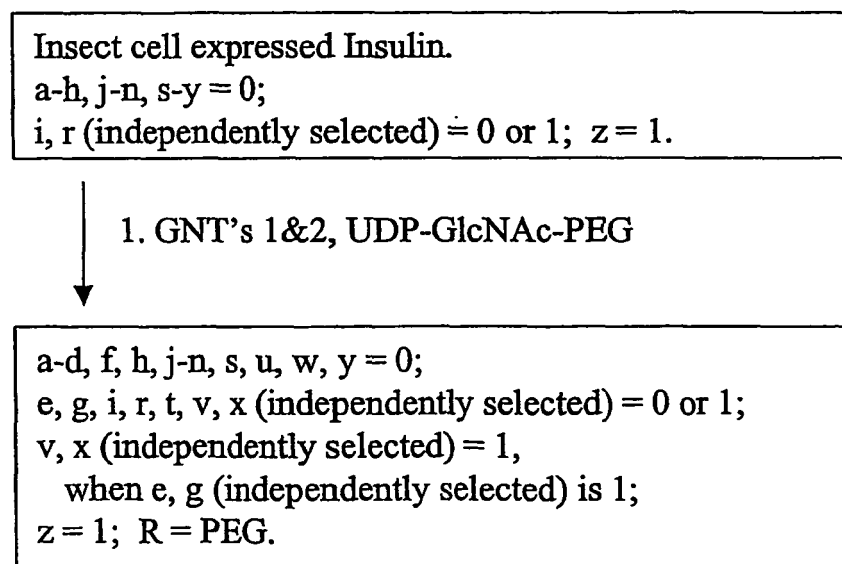 Insect cell expressed Insulin.
a-h, j-n, s-y = 0;
i, r (independently selected) = 0 or 1; z = 1.
1. GNT's 1&2, UDP-GlcNAc-PEG
a-d, f, h, j-n, s, u, w, y = 0;
e, g, i, r, t, v, x (independently selected) = 0 or 1;
v, x (independently selected) = 1,
when e, g (independently selected) is 1;
z = 1; R = PEG.